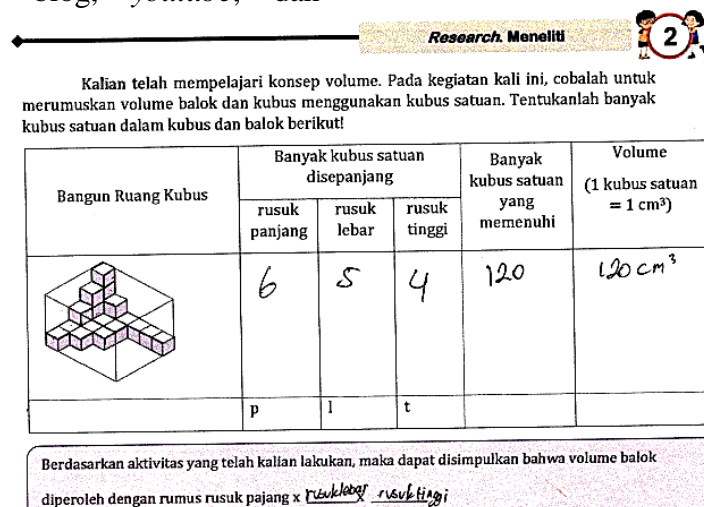 Research. Meneliti
2
Kalian telah mempelajari konsep volume. Pada kegiatan kali ini, cobalah untuk
merumuskan volume balok dan kubus menggunakan kubus satuan. Tentukanlah banyak
kubus satuan dalam kubus dan balok berikut!
Bangun Ruang Kubus
Banyak kubus satuan
disepanjang
rusuk
panjang
rusuk
lebar
rusuk
tinggi
Banyak
kubus satuan
yang
memenuhi
Volume
(1 kubus satuan
= 1 cm³)
6 5 4 120 120 cm³
p l t
Berdasarkan aktivitas yang telah kalian lakukan, maka dapat disimpulkan bahwa volume balok
diperoleh dengan rumus rusuk pajang x rusuk lebar x rusuk tinggi